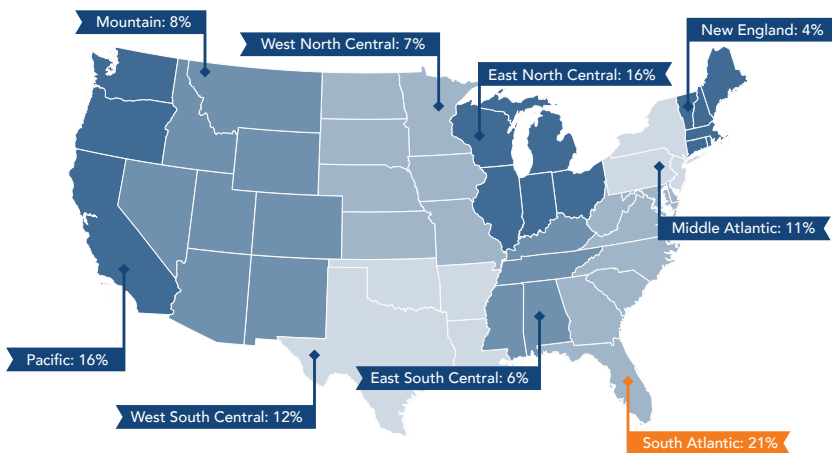 Mountain: 8%
New England: 4%
West North Central: 7%
East North Central: 16%
Middle Atlantic: 11%
Pacific: 16%
East South Central: 6%
West South Central: 12%
South Atlantic: 21%